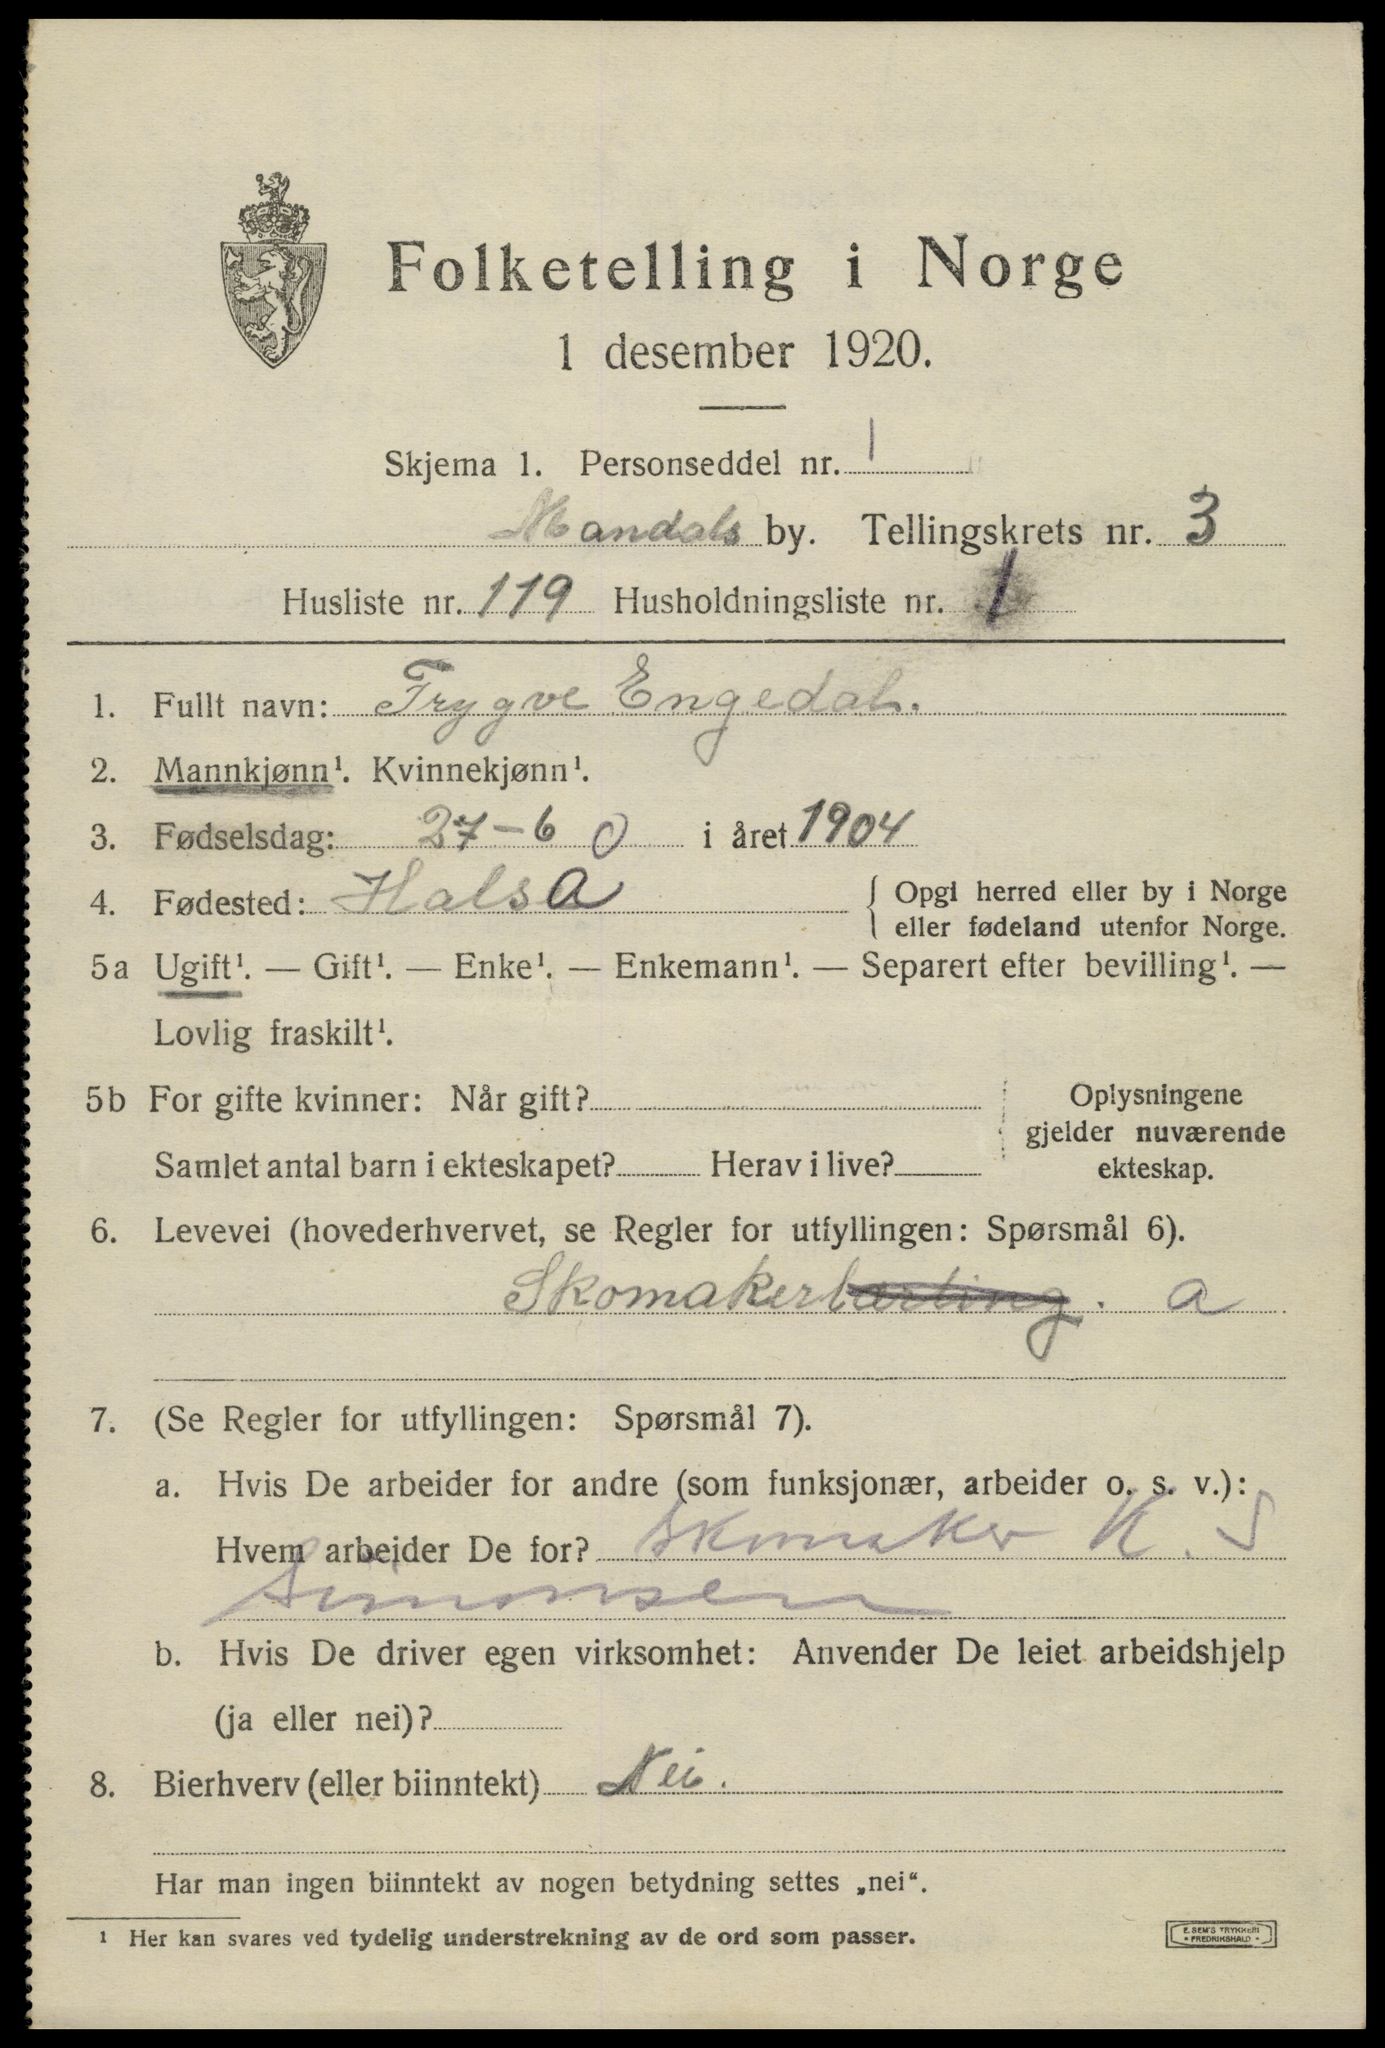 Folketelling i Norge
1 desember 1920.
Skjema 1. Personseddel nr. 1
Mandals by. Tellingskrets nr. 3
Husliste nr. 119 Husholdningsliste nr. 1
1. Fullt navn: Trygve Engedal.
2. Mannkjønn¹. Kvinnekjønn¹.
3. Fødselsdag: 27-6 0 i året 1904
4. Fødested: Halsa { Opgi herred eller by i Norge
eller fødeland utenfor Norge.
5a Ugift¹. — Gift¹. — Enke¹. — Enkemann¹. — Separert efter bevilling¹. —
Lovlig fraskilt¹.
5b For gifte kvinner: Når gift? Oplysningene
gjelder nuværende
Samlet antal barn i ekteskapet? Herav i live? ekteskap.
6. Levevei (hovederhvervet, se Regler for utfyllingen: Spørsmål 6).
Skomakerlærling. a
7. (Se Regler for utfyllingen: Spørsmål 7).
a. Hvis De arbeider for andre (som funksjonær, arbeider o. s. v.):
Hvem arbeider De for? Skomaker K. S
Simonsen
b. Hvis De driver egen virksomhet: Anvender De leiet arbeidshjelp
(ja eller nei)?
8. Bierhverv (eller biinntekt) Nei.
Har man ingen biinntekt av nogen betydning settes „nei“.
¹ Her kan svares ved tydelig understrekning av de ord som passer.
E. SEM'S TRYKKERI
* FREDRIKSHALD *